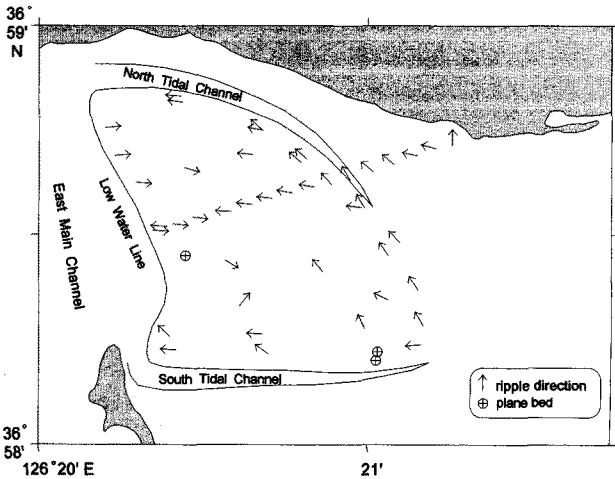 36°
59'
N
North Tidal Channel
East Main Channel
Low Water Line
South Tidal Channel
ripple direction
plane bed
36°
58'
126°20' E
21'